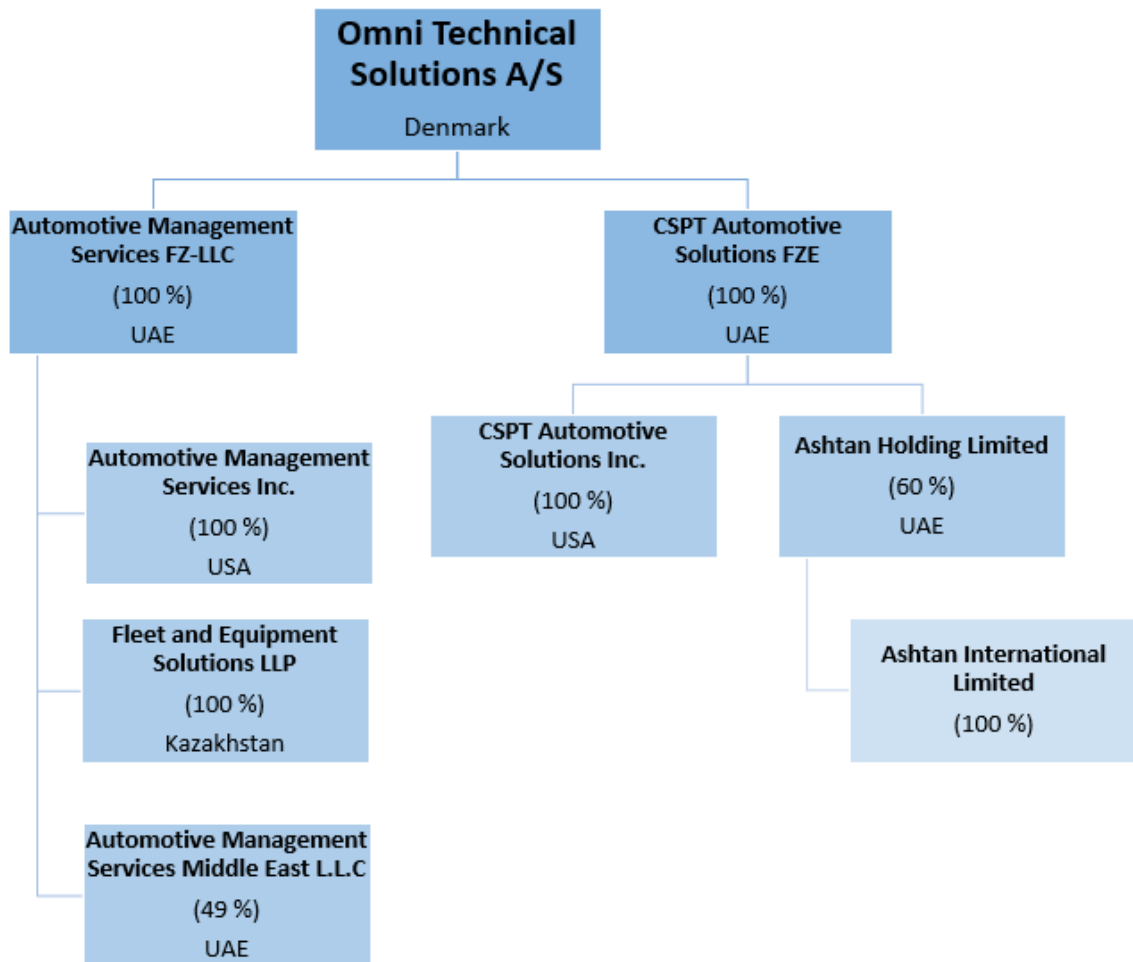 Omni Technical
Solutions A/S
Denmark
Automotive Management
Services FZ-LLC
(100 %)
UAE
CSPT Automotive
Solutions FZE
(100 %)
UAE
Automotive Management
Services Inc.
(100 %)
USA
Fleet and Equipment
Solutions LLP
(100 %)
Kazakhstan
Automotive Management
Services Middle East L.L.C
(49 %)
UAE
CSPT Automotive
Solutions Inc.
(100 %)
USA
Ashtan Holding Limited
(60 %)
UAE
Ashtan International
Limited
(100 %)